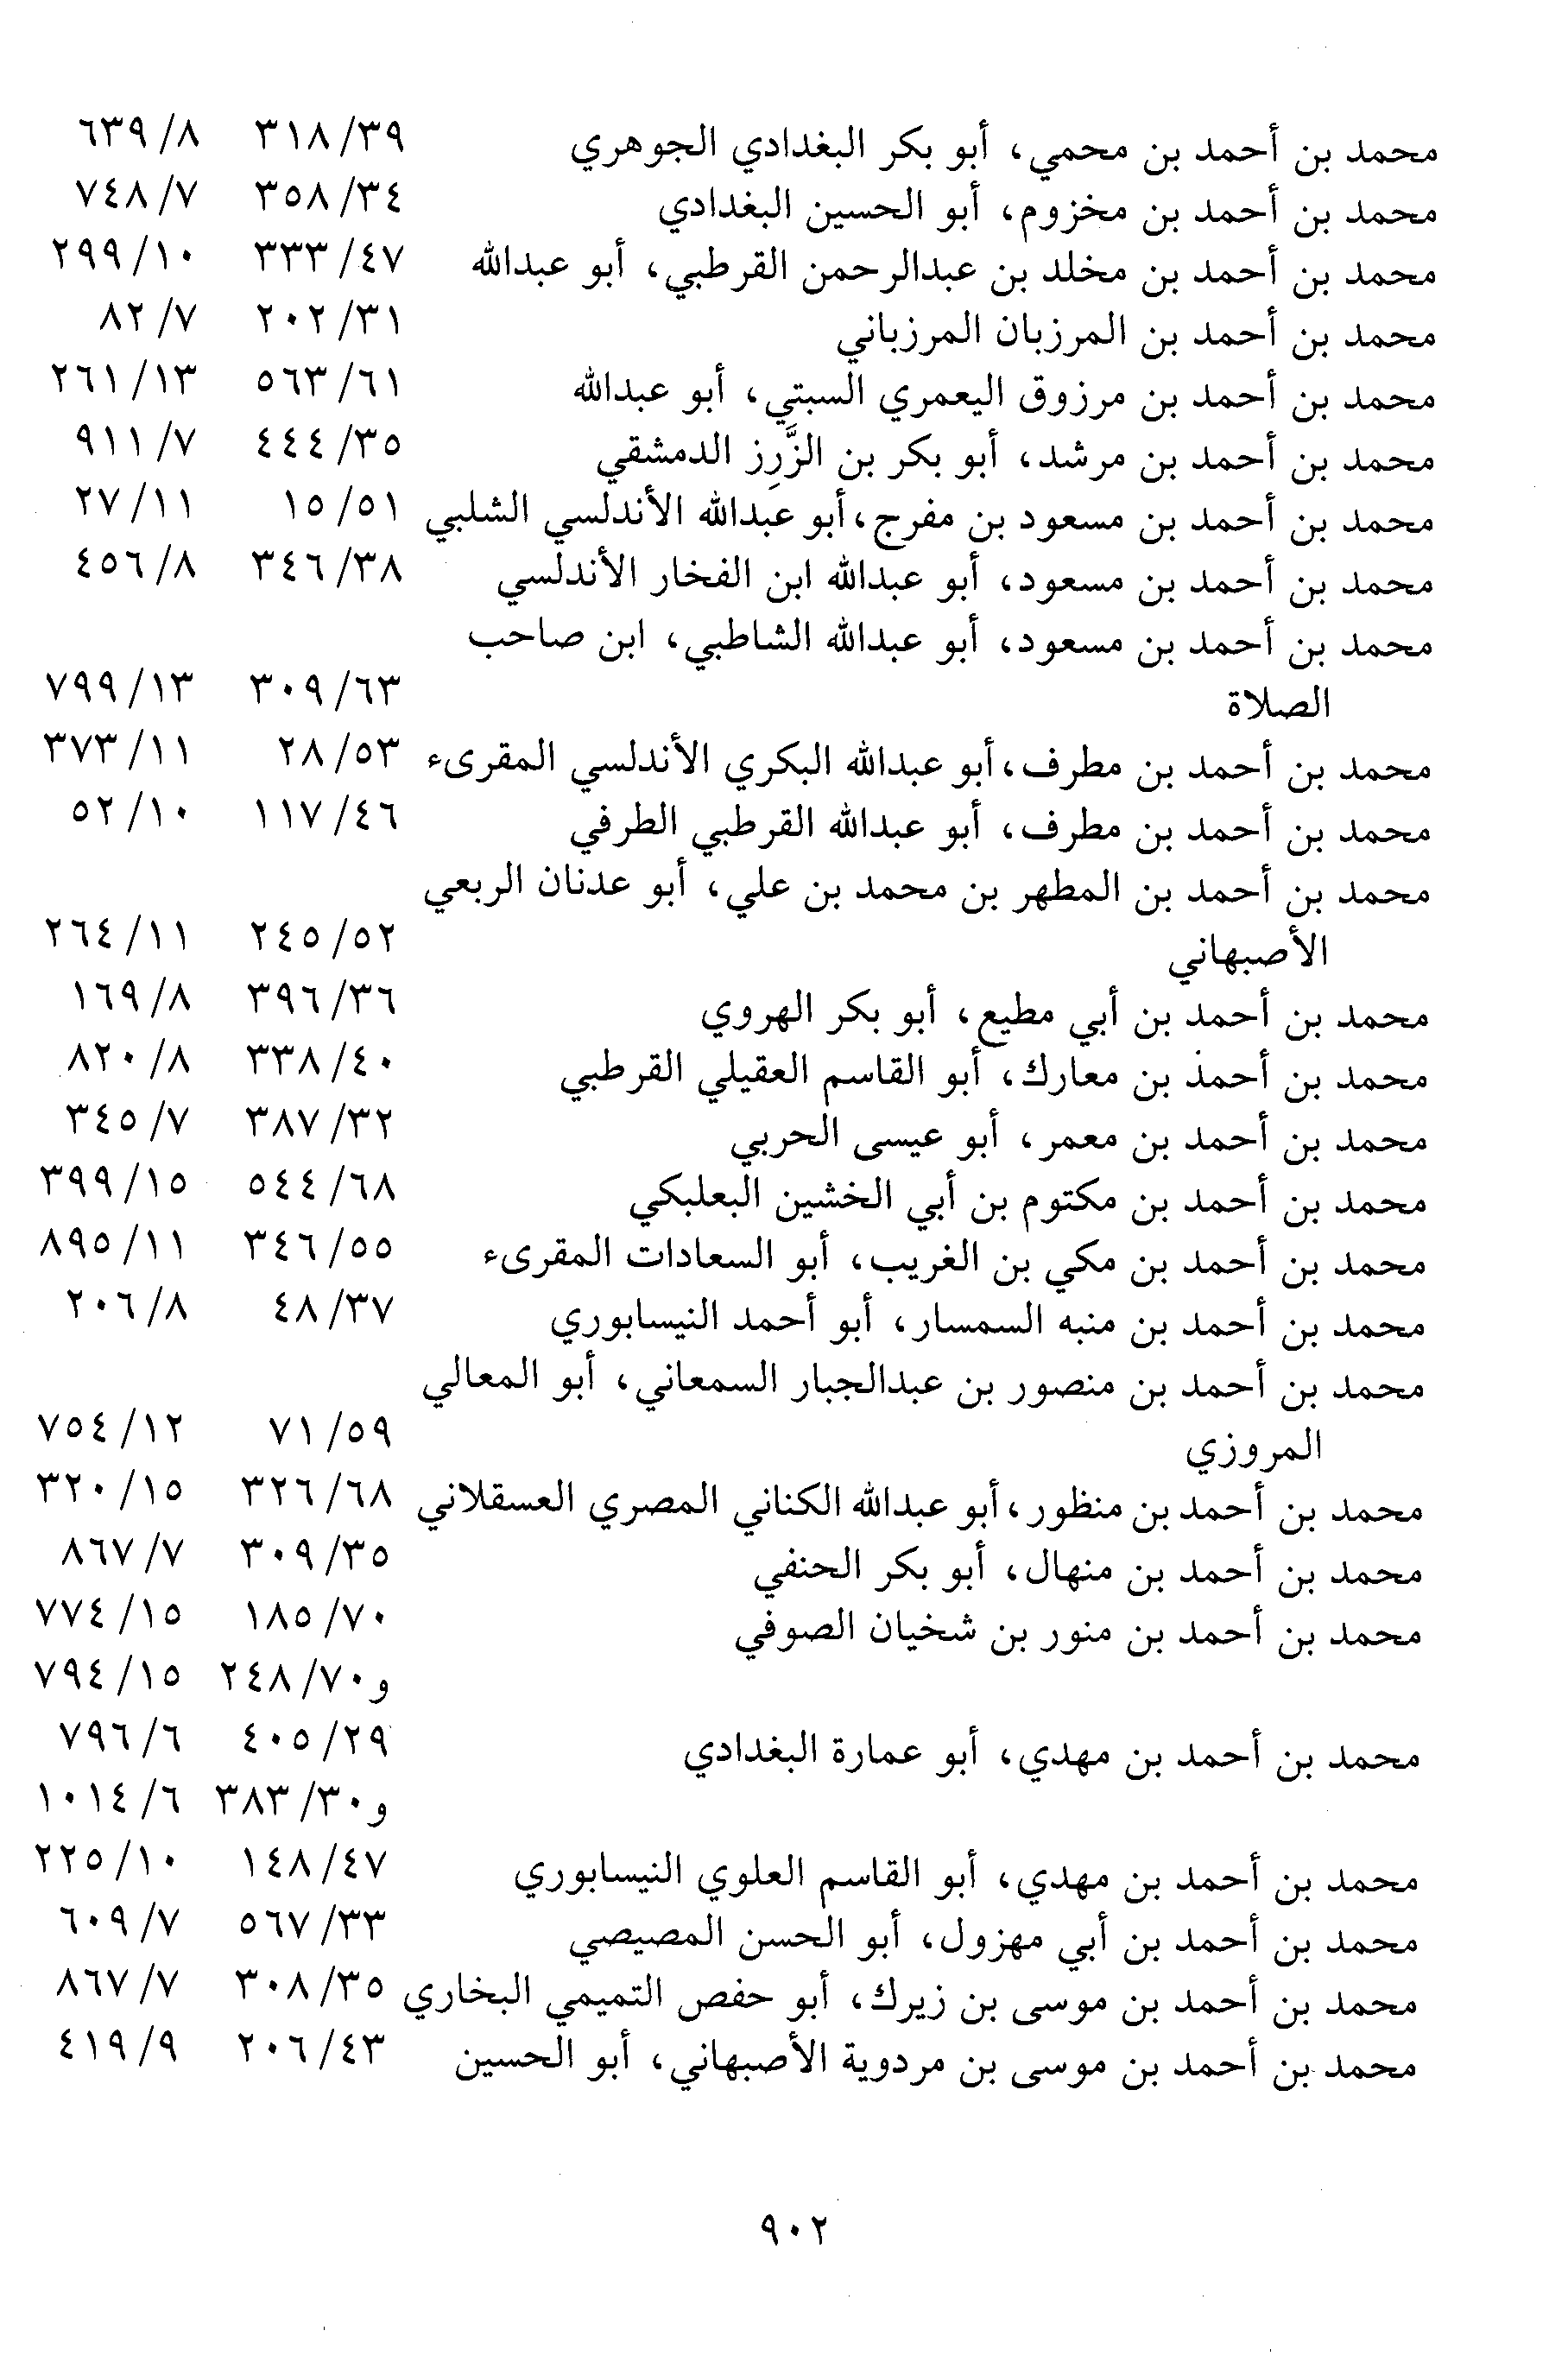 محمد بن أحمد بن محمي، أبو بكر البغدادي الجوهري ٣٩/ ٣١٨ ٨/ ٦٣٩
محمد بن أحمد بن مخزوم، أبو الحسين البغدادي ٣٤/ ٣٥٨ ٧/ ٧٤٨
محمد بن أحمد بن مخلد بن عبدالرحمن القرطبي، أبو عبدالله ٤٧/ ٣٣٣ ١٠/ ٢٩٩
محمد بن أحمد بن المرزبان المرزباني ٣١/ ٢٠٢ ٧/ ٨٢
محمد بن أحمد بن مرزوق اليعمري السبتي، أبو عبدالله ٦١/ ٥٦٣ ١٣/ ٢٦١
محمد بن أحمد بن مرشد، أبو بكر بن الزَّرِز الدمشقي ٣٥/ ٤٤٤ ٧/ ٩١١
محمد بن أحمد بن مسعود بن مفرج، أبو عبدالله الأندلسي الشلبي ٥١/ ١٥ ١١/ ٢٧
محمد بن أحمد بن مسعود، أبو عبدالله ابن الفخار الأندلسي ٣٨/ ٣٤٦ ٨/ ٤٥٦
محمد بن أحمد بن مسعود، أبو عبدالله الشاطبي، ابن صاحب
الصلاة ٦٣/ ٣٠٩ ١٣/ ٧٩٩
محمد بن أحمد بن مطرف، أبو عبدالله البكري الأندلسي المقرىء ٥٣/ ٢٨ ١١/ ٣٧٣
محمد بن أحمد بن مطرف، أبو عبدالله القرطبي الطرفي ٤٦/ ١١٧ ١٠/ ٥٢
محمد بن أحمد بن المطهر بن محمد بن علي، أبو عدنان الربعي
الأصبهاني ٥٢/ ٢٤٥ ١١/ ٢٦٤
محمد بن أحمد بن أبي مطيع، أبو بكر الهروي ٣٦/ ٣٩٦ ٨/ ١٦٩
محمد بن أحمد بن معارك، أبو القاسم العقيلي القرطبي ٤٠/ ٣٣٨ ٨/ ٨٢٠
محمد بن أحمد بن معمر، أبو عيسى الحربي ٣٢/ ٣٨٧ ٧/ ٣٤٥
محمد بن أحمد بن مكتوم بن أبي الخشين البعلبكي ٦٨/ ٥٤٤ ١٥/ ٣٩٩
محمد بن أحمد بن مكي بن الغريب، أبو السعادات المقرىء ٥٥/ ٣٤٦ ١١/ ٨٩٥
محمد بن أحمد بن منبه السمسار، أبو أحمد النيسابوري ٣٧/ ٤٨ ٨/ ٢٠٦
محمد بن أحمد بن منصور بن عبدالجبار السمعاني، أبو المعالي
المروزي ٥٩/ ٧١ ١٢/ ٧٥٤
محمد بن أحمد بن منظور، أبو عبدالله الكناني المصري العسقلاني ٦٨/ ٣٢٦ ١٥/ ٣٢٠
محمد بن أحمد بن منهال، أبو بكر الحنفي ٣٥/ ٣٠٩ ٧/ ٨٦٧
محمد بن أحمد بن منور بن شخيان الصوفي ٧٠/ ١٨٥ ١٥/ ٧٧٤
و٧٠/ ٢٤٨ ١٥/ ٧٩٤
محمد بن أحمد بن مهدي، أبو عمارة البغدادي ٢٩/ ٤٠٥ ٦/ ٧٩٦
و٣٠/ ٣٨٣ ٦/ ١٠١٤
محمد بن أحمد بن مهدي، أبو القاسم العلوي النيسابوري ٤٧/ ١٤٨ ١٠/ ٢٢٥
محمد بن أحمد بن أبي مهزول، أبو الحسن المصيصي ٣٣/ ٥٦٧ ٧/ ٦٠٩
محمد بن أحمد بن موسى بن زيرك، أبو حفص التميمي البخاري ٣٥/ ٣٠٨ ٧/ ٨٦٧
محمد بن أحمد بن موسى بن مردوية الأصبهاني، أبو الحسين ٤٣/ ٢٠٦ ٩/ ٤١٩
٩٠٢